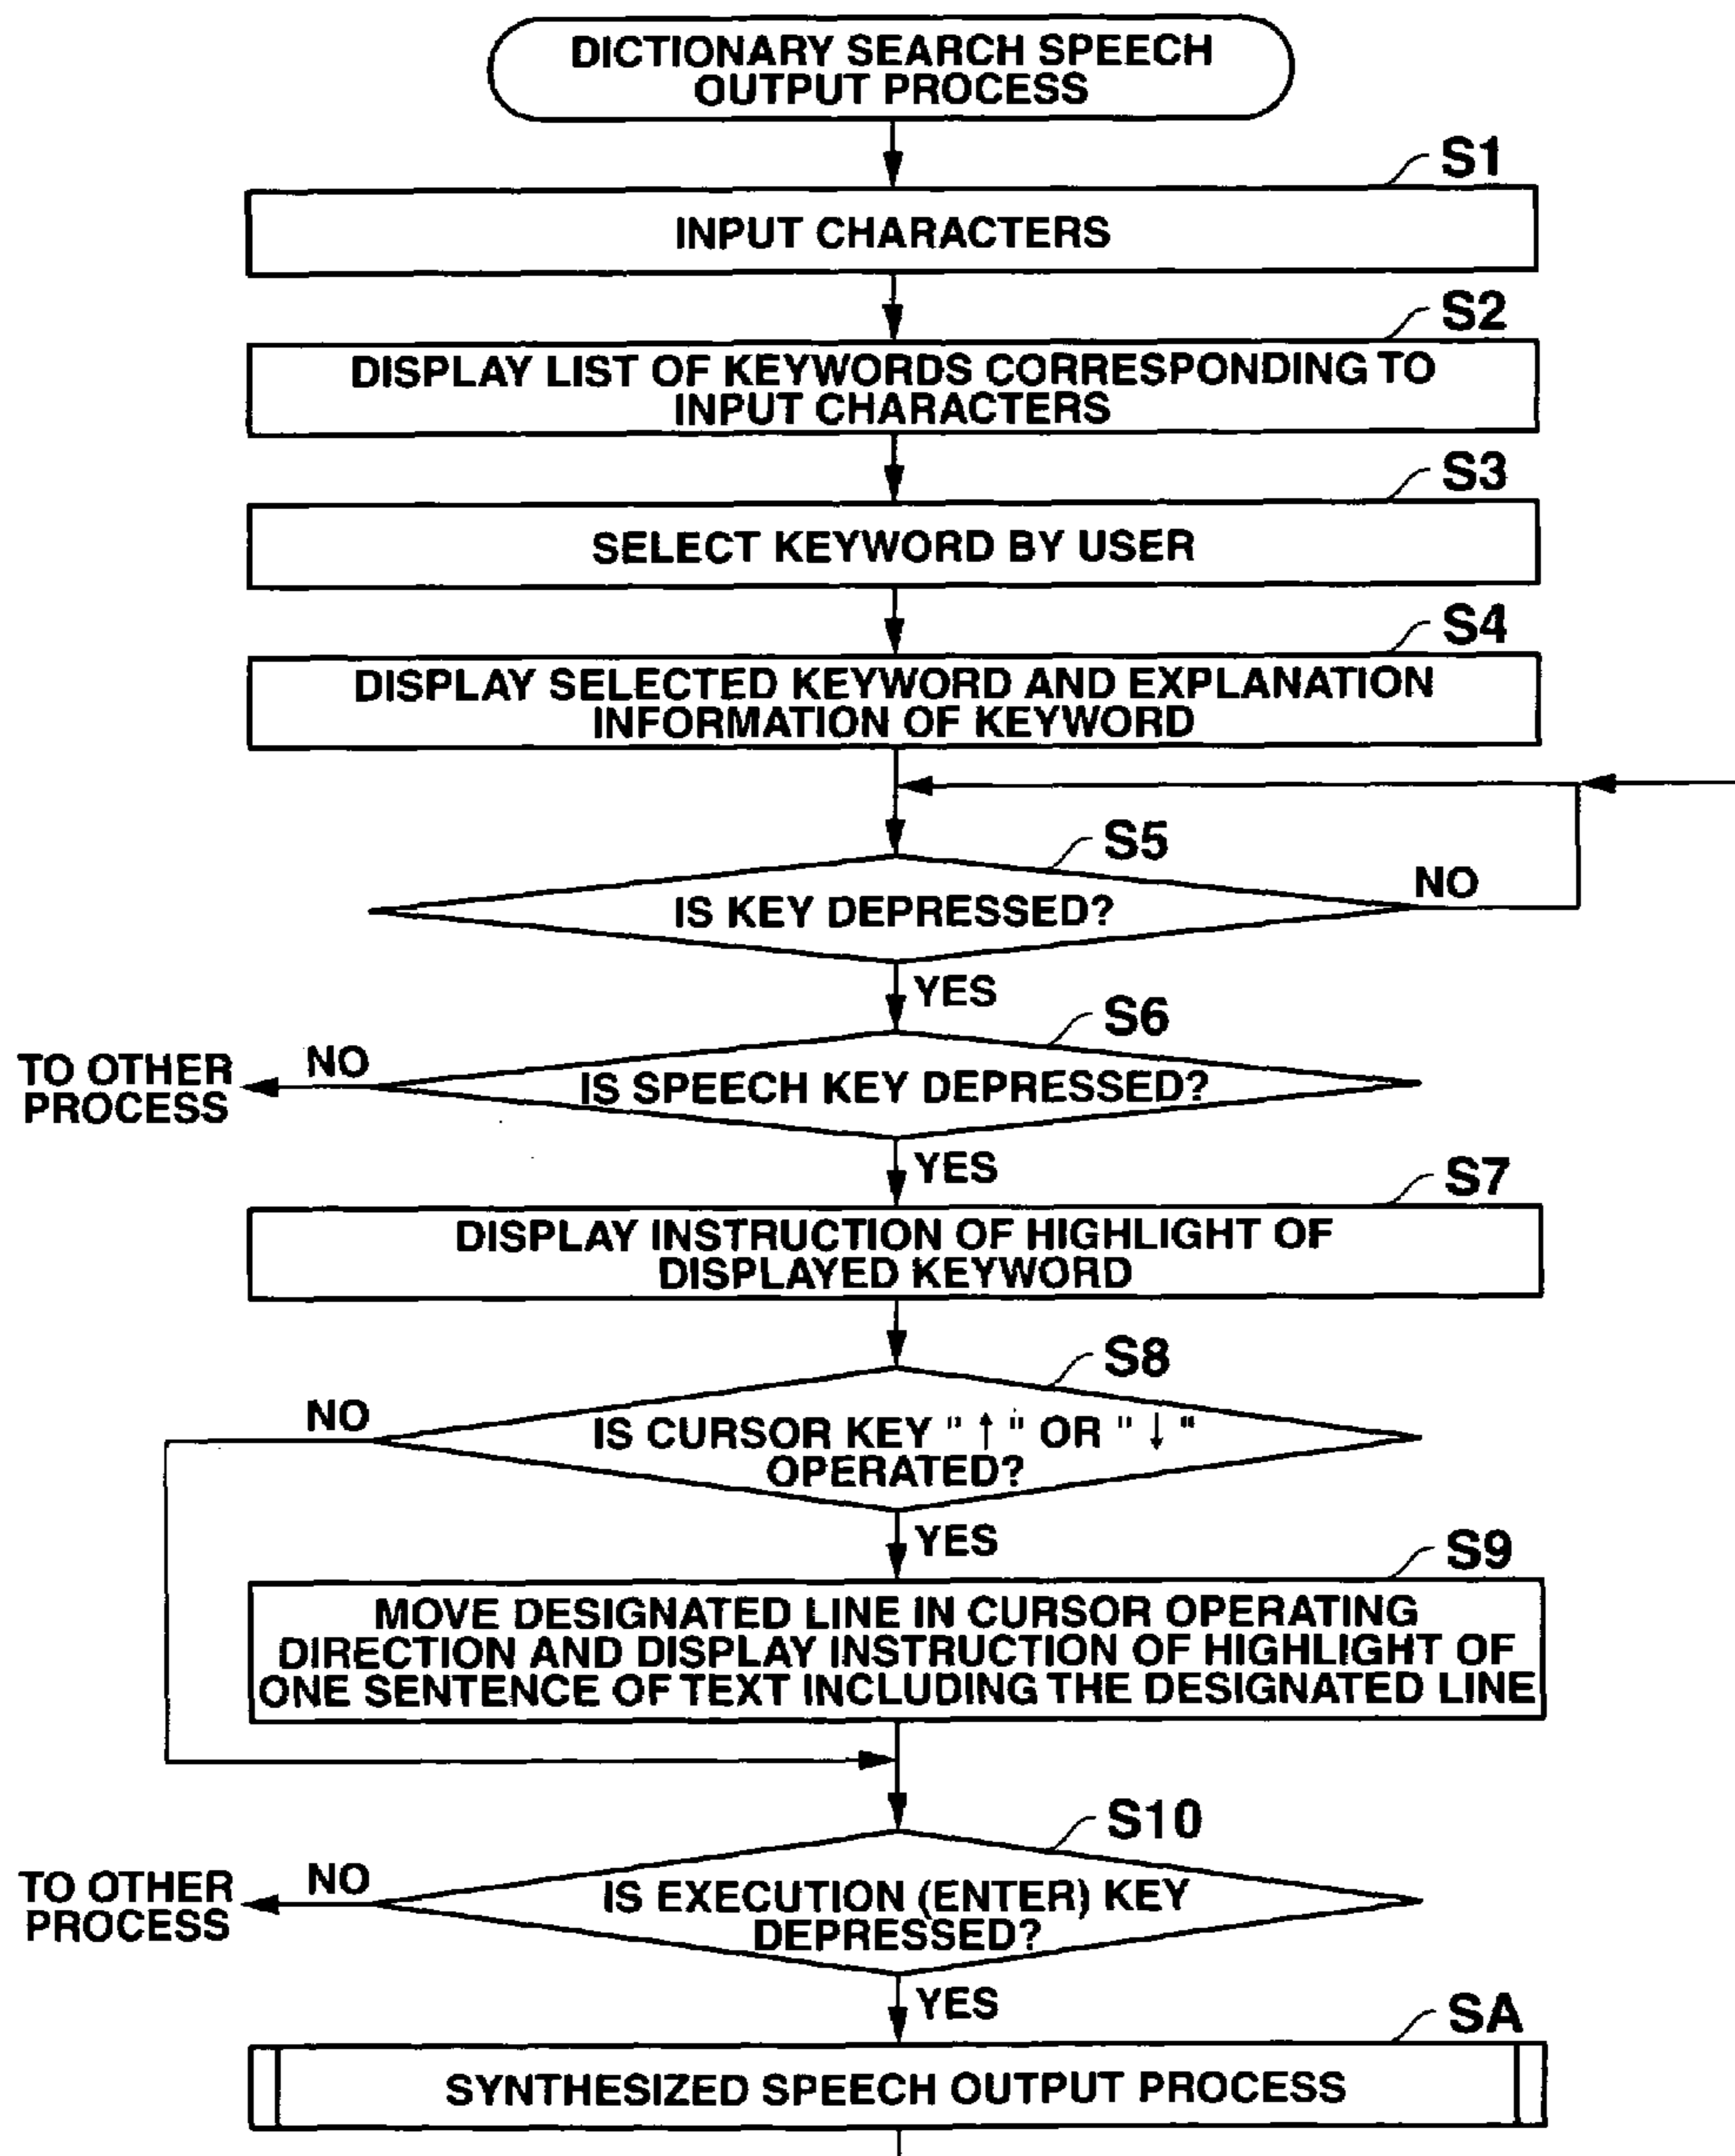 DICTIONARY SEARCH SPEECH
OUTPUT PROCESS
S1
INPUT CHARACTERS
S2
DISPLAY LIST OF KEYWORDS CORRESPONDING TO
INPUT CHARACTERS
S3
SELECT KEYWORD BY USER
S4
DISPLAY SELECTED KEYWORD AND EXPLANATION
INFORMATION OF KEYWORD
S5
IS KEY DEPRESSED?
NO
YES
S6
IS SPEECH KEY DEPRESSED?
NO
TO OTHER
PROCESS
YES
S7
DISPLAY INSTRUCTION OF HIGHLIGHT OF
DISPLAYED KEYWORD
S8
NO
IS CURSOR KEY "↑" OR "↓"
OPERATED?
YES
S9
MOVE DESIGNATED LINE IN CURSOR OPERATING
DIRECTION AND DISPLAY INSTRUCTION OF HIGHLIGHT OF
ONE SENTENCE OF TEXT INCLUDING THE DESIGNATED LINE
S10
NO
TO OTHER
PROCESS
IS EXECUTION (ENTER) KEY
DEPRESSED?
YES
SA
SYNTHESIZED SPEECH OUTPUT PROCESS